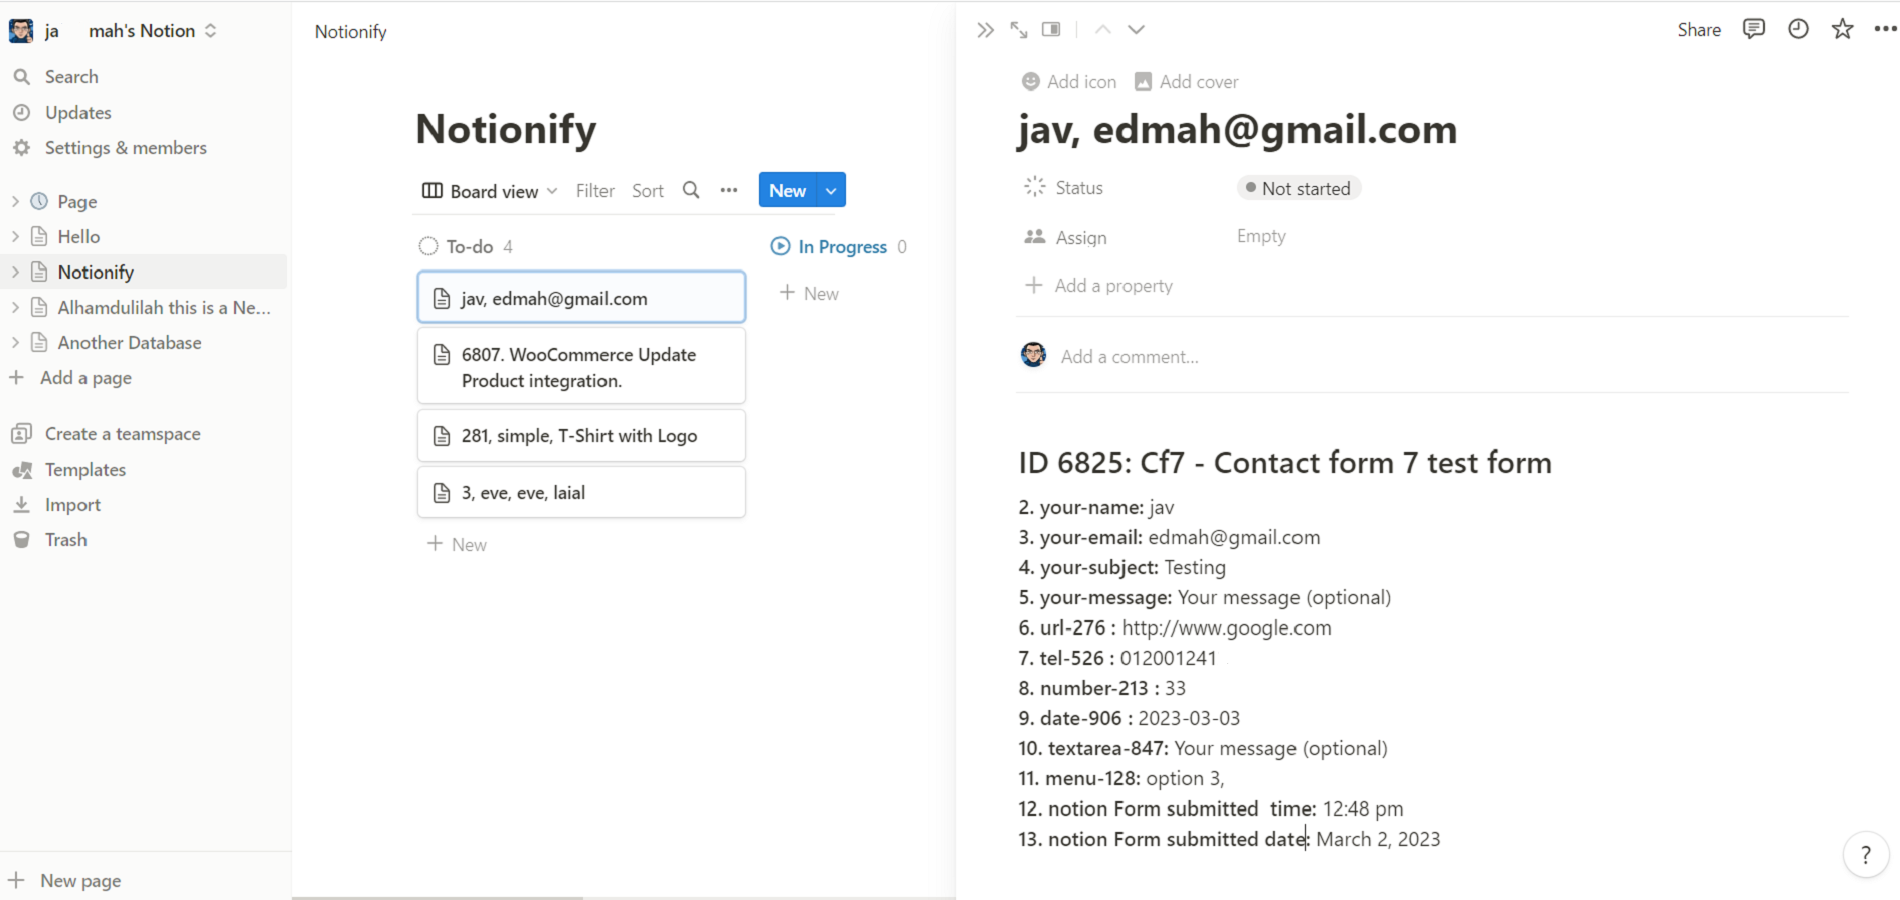 ja mah's Notion
Search
Updates
Settings & members
Page
Hello
Notionify
Alhamdulilah this is a Ne...
Another Database
Add a page
Create a teamspace
Templates
Import
Trash
New page
Notionify
Notionify
Board view
Filter
Sort
New
To-do 4
jav, edmah@gmail.com
6807. WooCommerce Update
Product integration.
281, simple, T-Shirt with Logo
3, eve, eve, laial
New
In Progress 0
New
Share
Add icon
Add cover
jav, edmah@gmail.com
Status
Not started
Assign
Empty
Add a property
Add a comment...
ID 6825: Cf7 - Contact form 7 test form
2. your-name: jav
3. your-email: edmah@gmail.com
4. your-subject: Testing
5. your-message: Your message (optional)
6. url-276 : http://www.google.com
7. tel-526 : 012001241
8. number-213 : 33
9. date-906 : 2023-03-03
10. textarea-847: Your message (optional)
11. menu-128: option 3,
12. notion Form submitted  time: 12:48 pm
13. notion Form submitted date: March 2, 2023
?